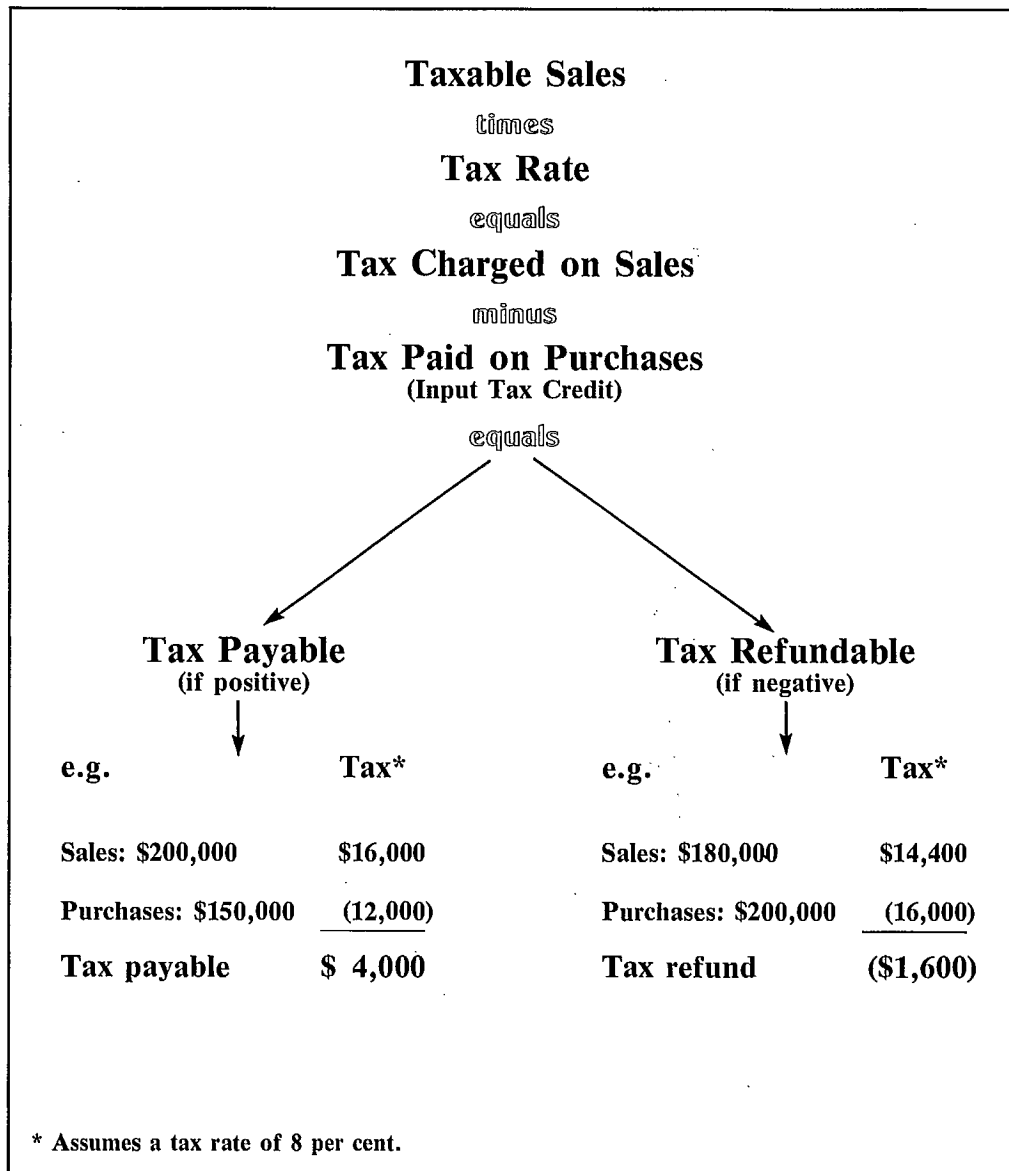 Taxable Sales
times
Tax Rate
equals
Tax Charged on Sales
minus
Tax Paid on Purchases
(Input Tax Credit)
equals
Tax Payable
(if positive)
e.g. Tax*
Sales: $200,000 $16,000
Purchases: $150,000 (12,000)
Tax payable $ 4,000
Tax Refundable
(if negative)
e.g. Tax*
Sales: $180,000 $14,400
Purchases: $200,000 (16,000)
Tax refund ($1,600)
* Assumes a tax rate of 8 per cent.